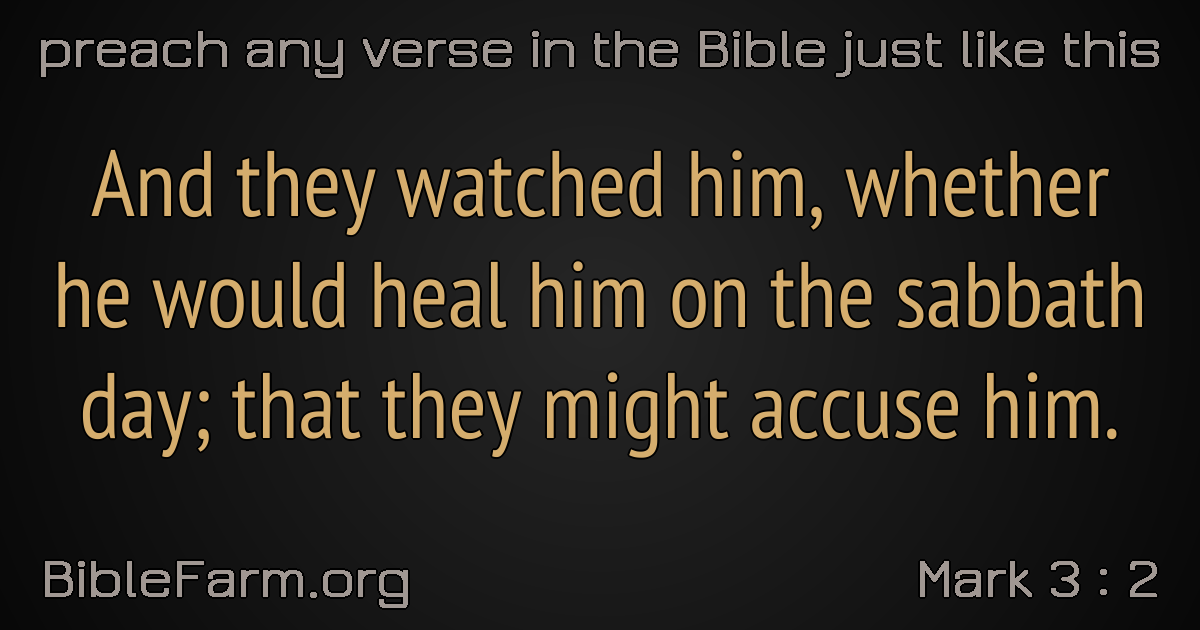 preach any verse in the Bible just like this
And they watched him, whether
he would heal him on the sabbath
day; that they might accuse him.
BibleFarm.org
Mark 3 : 2